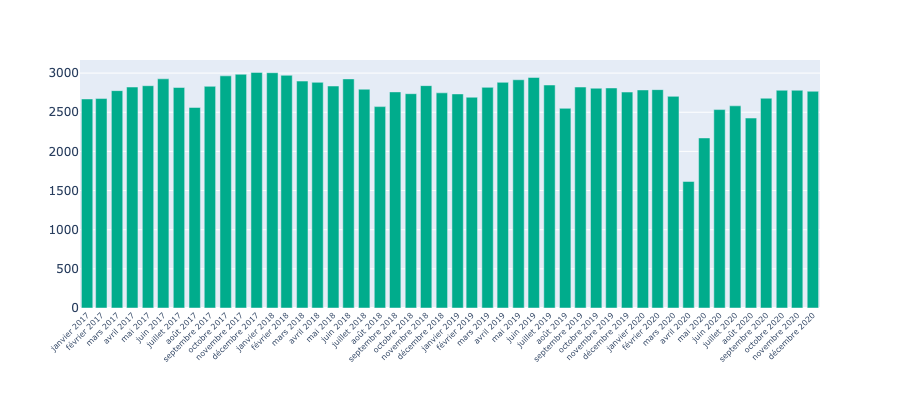 3000
2500
2000
1500
1000
500
0
janvier 2017
février 2017
mars 2017
avril 2017
mai 2017
juin 2017
juillet 2017
août 2017
septembre 2017
octobre 2017
novembre 2017
décembre 2017
janvier 2018
février 2018
mars 2018
avril 2018
mai 2018
juin 2018
juillet 2018
août 2018
septembre 2018
octobre 2018
novembre 2018
décembre 2018
janvier 2019
février 2019
mars 2019
avril 2019
mai 2019
juin 2019
juillet 2019
août 2019
septembre 2019
octobre 2019
novembre 2019
décembre 2019
janvier 2020
février 2020
mars 2020
avril 2020
mai 2020
juin 2020
juillet 2020
août 2020
septembre 2020
octobre 2020
novembre 2020
décembre 2020